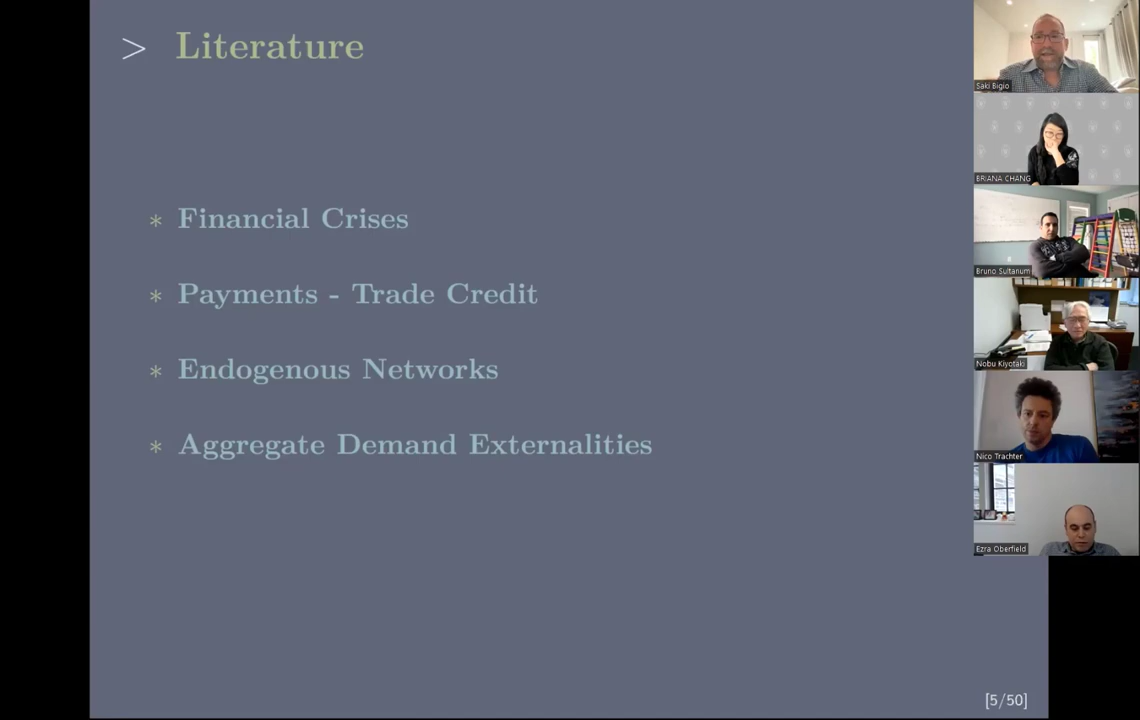 > Literature
* Financial Crises
* Payments - Trade Credit
* Endogenous Networks
* Aggregate Demand Externalities
[5/50]
Saki Bigio
BRIANA CHANG
Bruno Sultanum
Nobu Kiyotaki
Nico Trachter
Ezra Oberfield